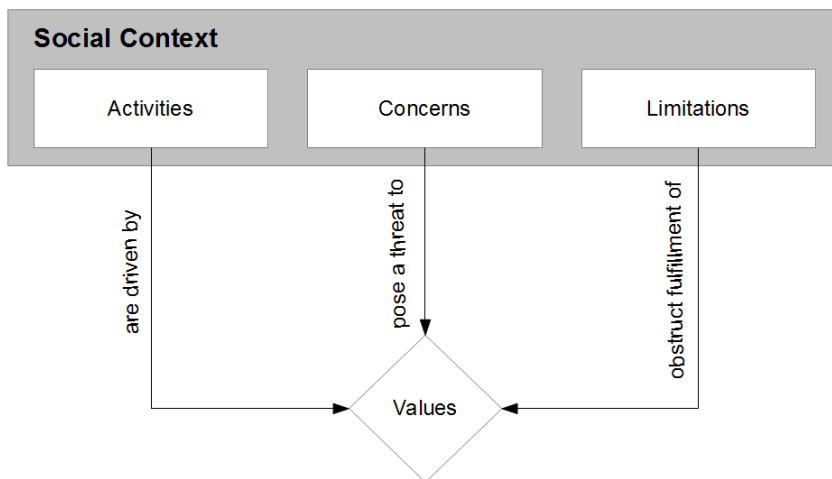 Social Context
Activities
Concerns
Limitations
are driven by
pose a threat to
obstruct fulfillment of
Values